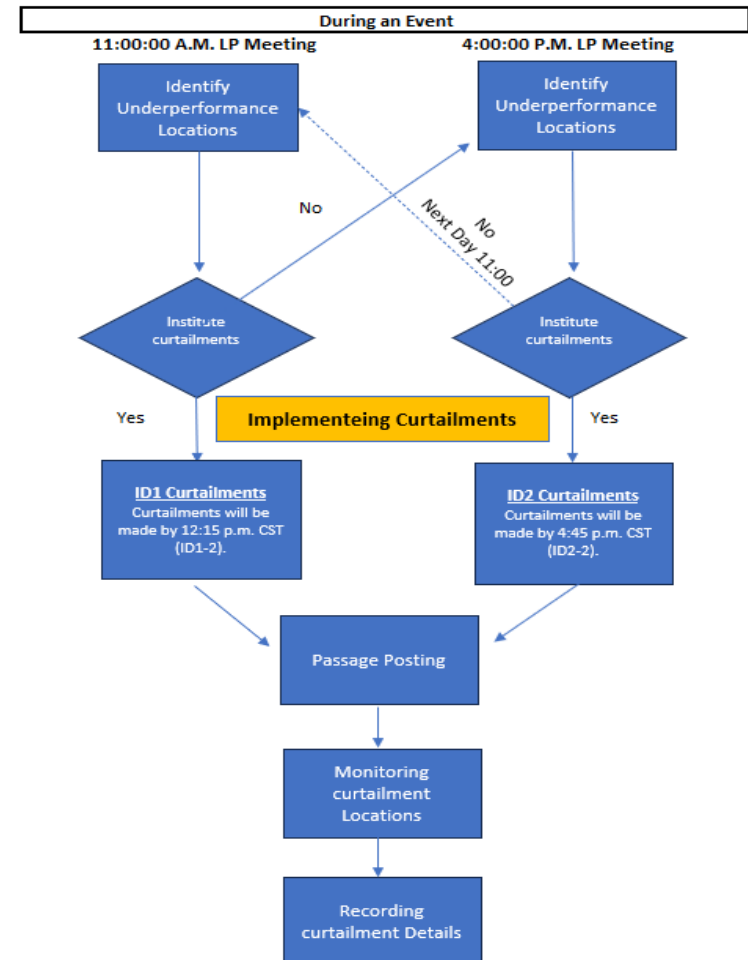 During an Event
11:00:00 A.M. LP Meeting
4:00:00 P.M. LP Meeting
Identify
Underperformance
Locations
Identify
Underperformance
Locations
No
No
Next Day 11:00
Institute
curtailments
Institute
curtailments
Yes
Implementeing Curtailments
Yes
ID1 Curtailments
Curtailments will be
made by 12:15 p.m. CST
(ID1-2).
ID2 Curtailments
Curtailments will be
made by 4:45 p.m. CST
(ID2-2).
Passage Posting
Monitoring
curtailment
Locations
Recording
curtailment Details